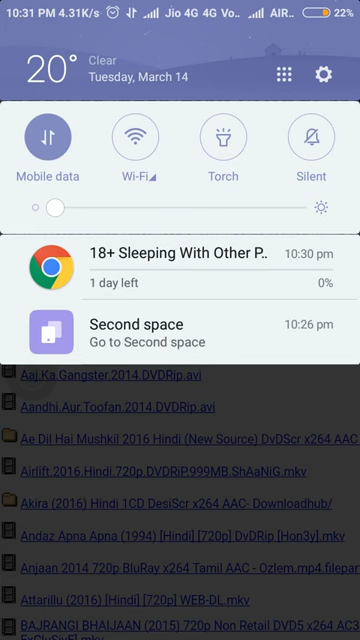 10:31 PM 4.31K/s Jio 4G 4G Vo.. AIR.. 22%
20° Clear
Tuesday, March 14
Mobile data Wi-Fi Torch Silent
18+ Sleeping With Other P.. 10:30 pm
1 day left 0%
Second space 10:26 pm
Go to Second space
Aaj.Ka.Gangster.2014.DVDRip.avi
Aandhi.Aur.Toofan.2014.DVDRip.avi
Ae Dil Hai Mushkil 2016 Hindi (New Source) DvDScr x264 AAC
Airlift.2016.Hindi.720p.DVDRiP.999MB.ShAaNiG.mkv
Akira (2016) Hindi 1CD DesiScr x264 AAC- Downloadhub/
Andaz Apna Apna (1994) [Hindi] [720p] DvDRip [Hon3y].mkv
Anjaan 2014 720p BluRay x264 Tamil AAC - Ozlem.mp4.filepar
Attarillu (2016) [Hindi] [720p] WEB-DL.mkv
BAJRANGI BHAIJAAN (2015) 720p Non Retail DVD5 x264 AC3
ExCluSivE].mkv